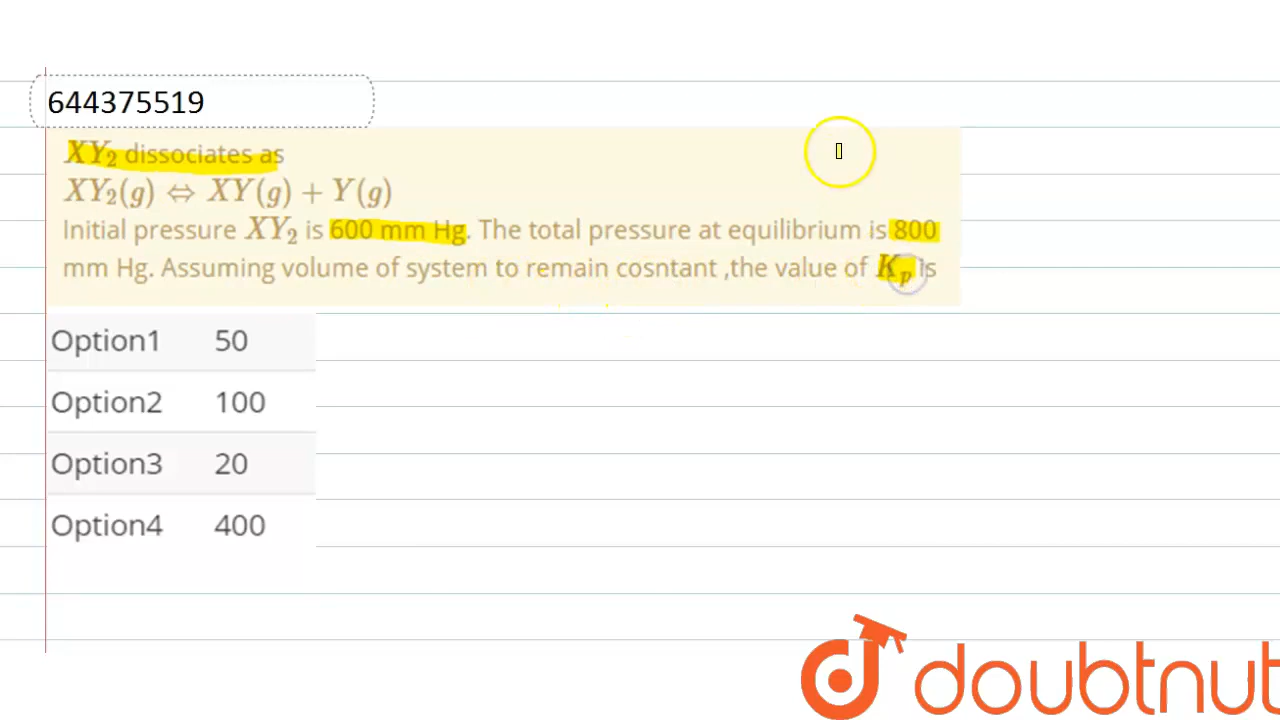 644375519
XY₂ dissociates as
XY₂(g) ⇔ XY(g) + Y(g)
Initial pressure XY₂ is 600 mm Hg. The total pressure at equilibrium is 800
mm Hg. Assuming volume of system to remain cosntant ,the value of Kₚ is
Option1 50
Option2 100
Option3 20
Option4 400
doubtnut